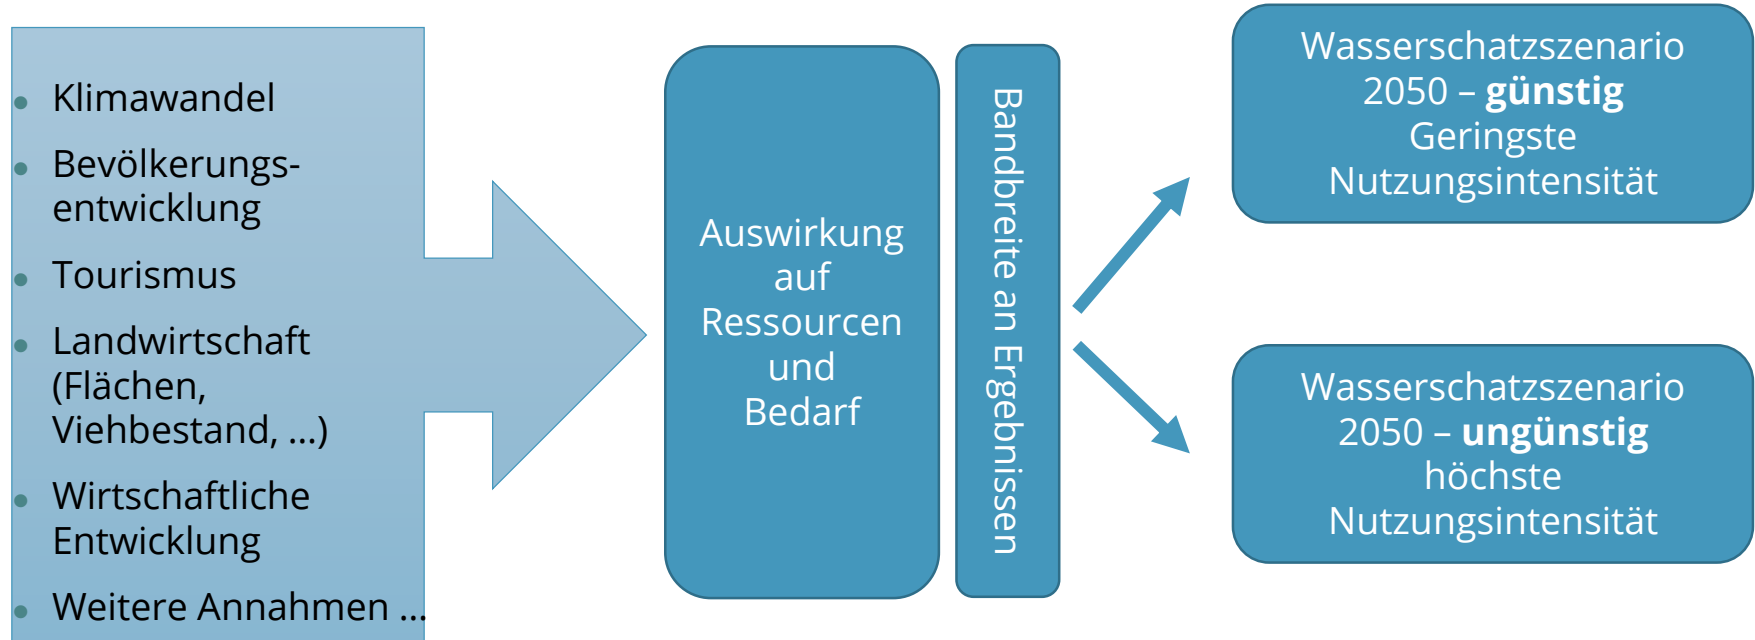 Klimawandel
Bevölkerungs-
entwicklung
Tourismus
Landwirtschaft
(Flächen,
Viehbestand, ...)
Wirtschaftliche
Entwicklung
Weitere Annahmen ...
Auswirkung
auf
Ressourcen
und
Bedarf
Bandbreite an Ergebnissen
Wasserschatzszenario
2050 – günstig
Geringste
Nutzungsintensität
Wasserschatzszenario
2050 – ungünstig
höchste
Nutzungsintensität